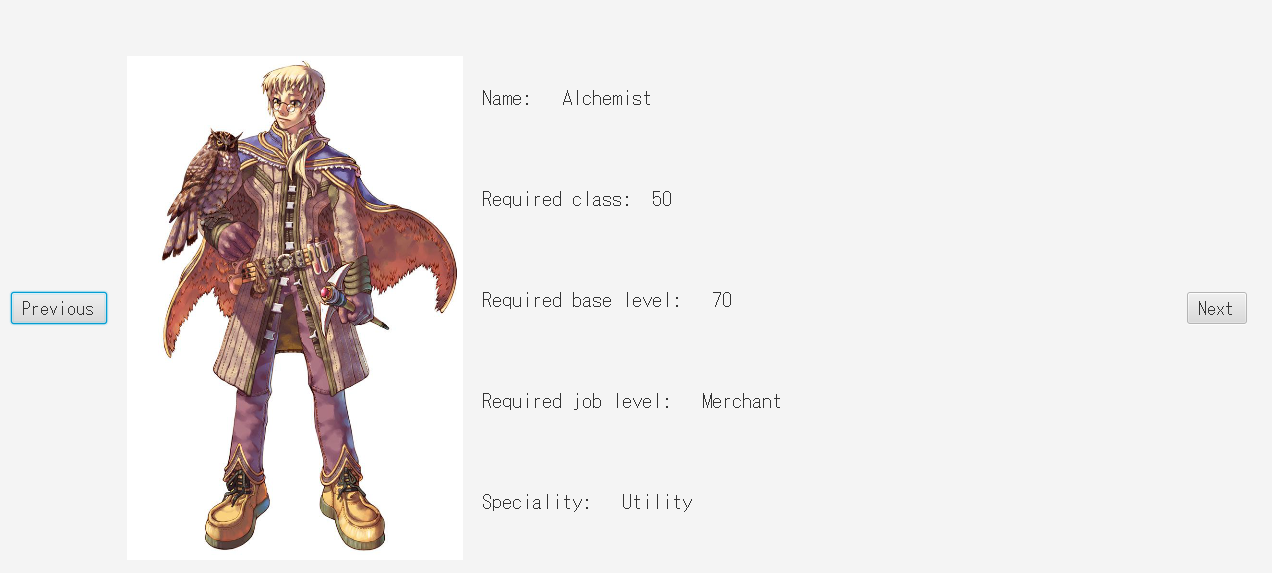 Name: Alchemist
Required class: 50
Required base level: 70
Previous
Next
Required job level: Merchant
Speciality: Utility